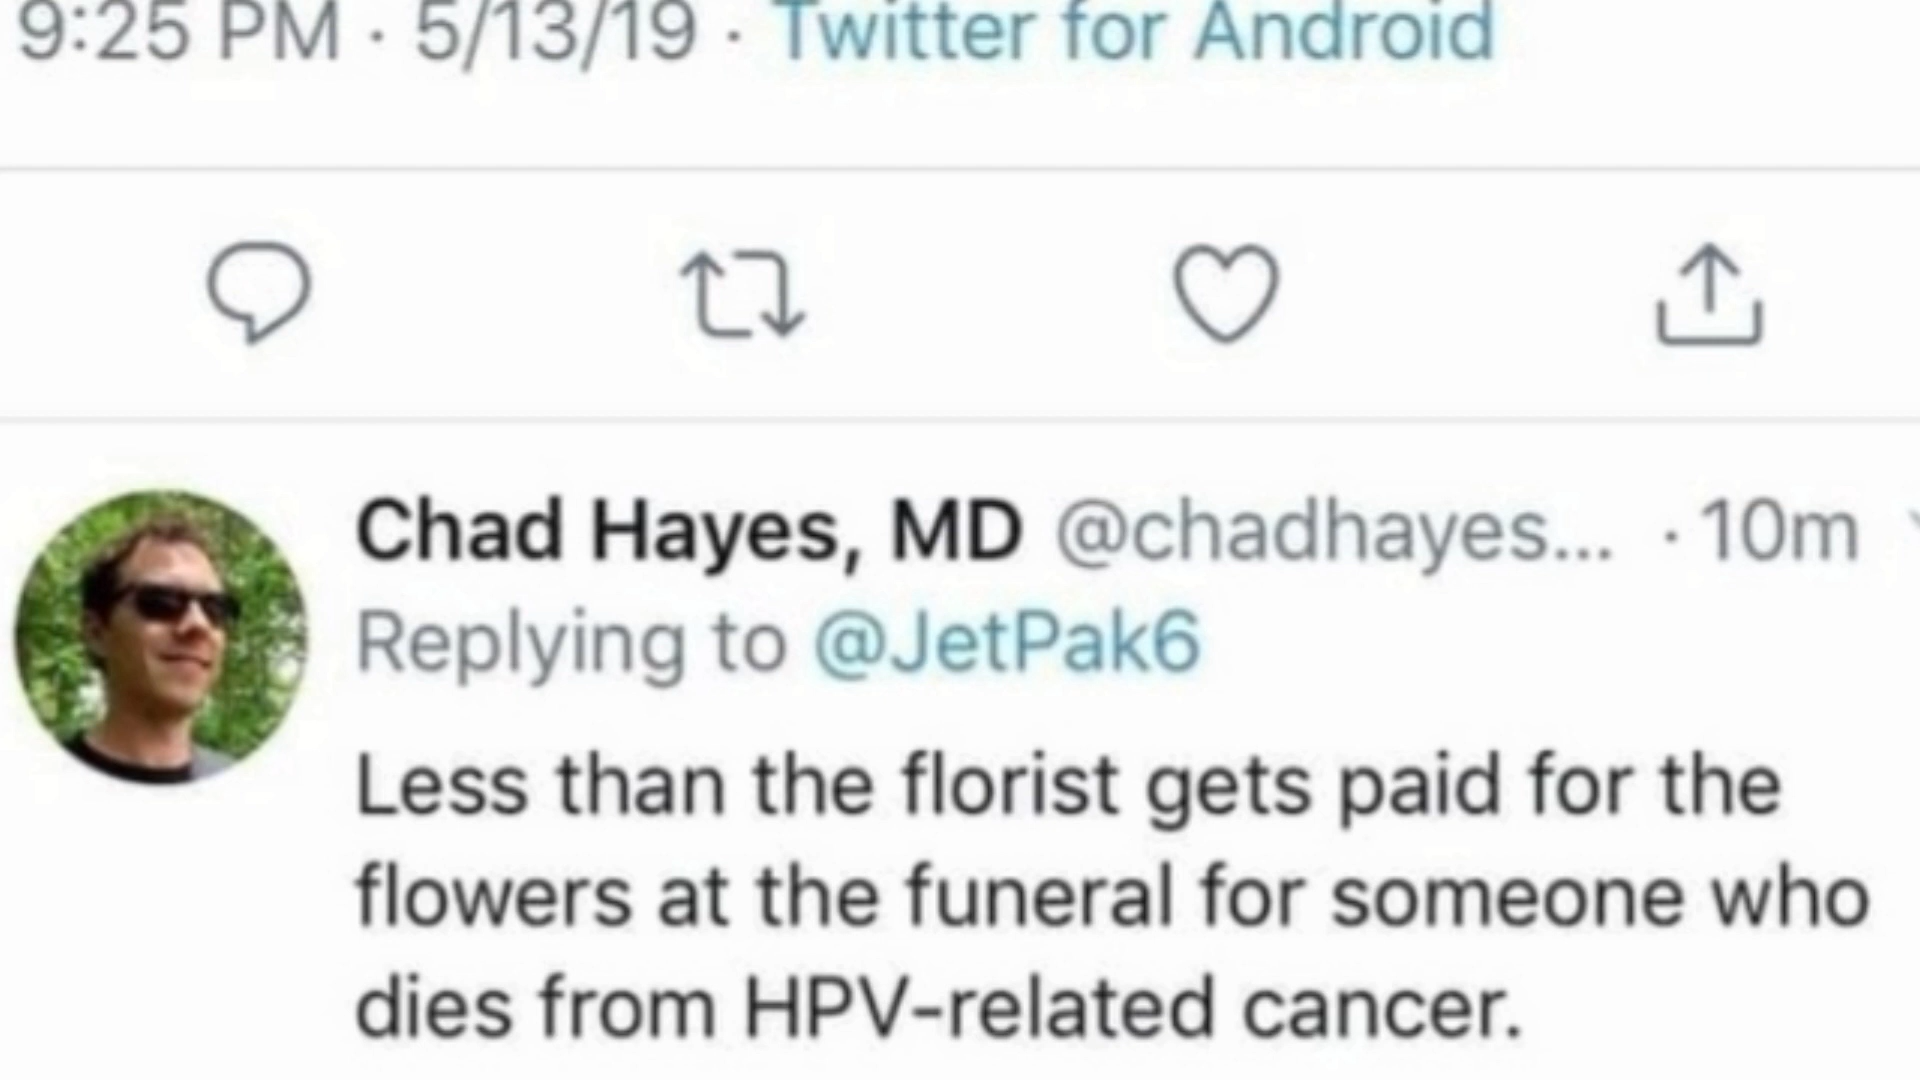 9:25 PM · 5/13/19 · Twitter for Android
Chad Hayes, MD @chadhayes... · 10m
Replying to @JetPak6
Less than the florist gets paid for the
flowers at the funeral for someone who
dies from HPV-related cancer.